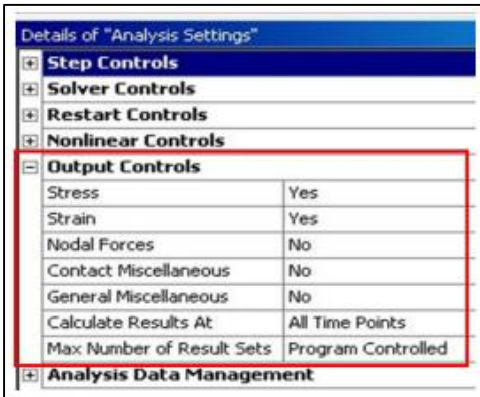 Details of "Analysis Settings"
Step Controls
Solver Controls
Restart Controls
Nonlinear Controls
Output Controls
Stress Yes
Strain Yes
Nodal Forces No
Contact Miscellaneous No
General Miscellaneous No
Calculate Results At All Time Points
Max Number of Result Sets Program Controlled
Analysis Data Management